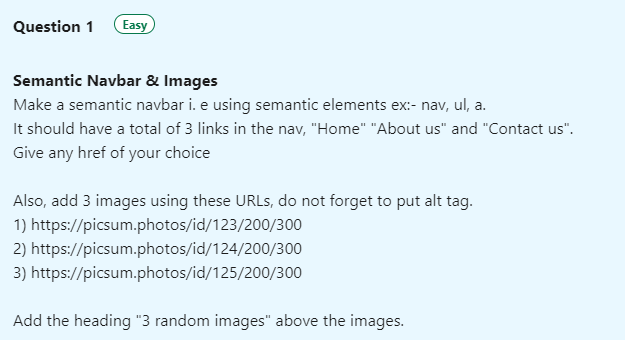 Question 1 Easy
Semantic Navbar & Images
Make a semantic navbar i. e using semantic elements ex:- nav, ul, a.
It should have a total of 3 links in the nav, "Home" "About us" and "Contact us".
Give any href of your choice
Also, add 3 images using these URLs, do not forget to put alt tag.
1) https://picsum.photos/id/123/200/300
2) https://picsum.photos/id/124/200/300
3) https://picsum.photos/id/125/200/300
Add the heading "3 random images" above the images.